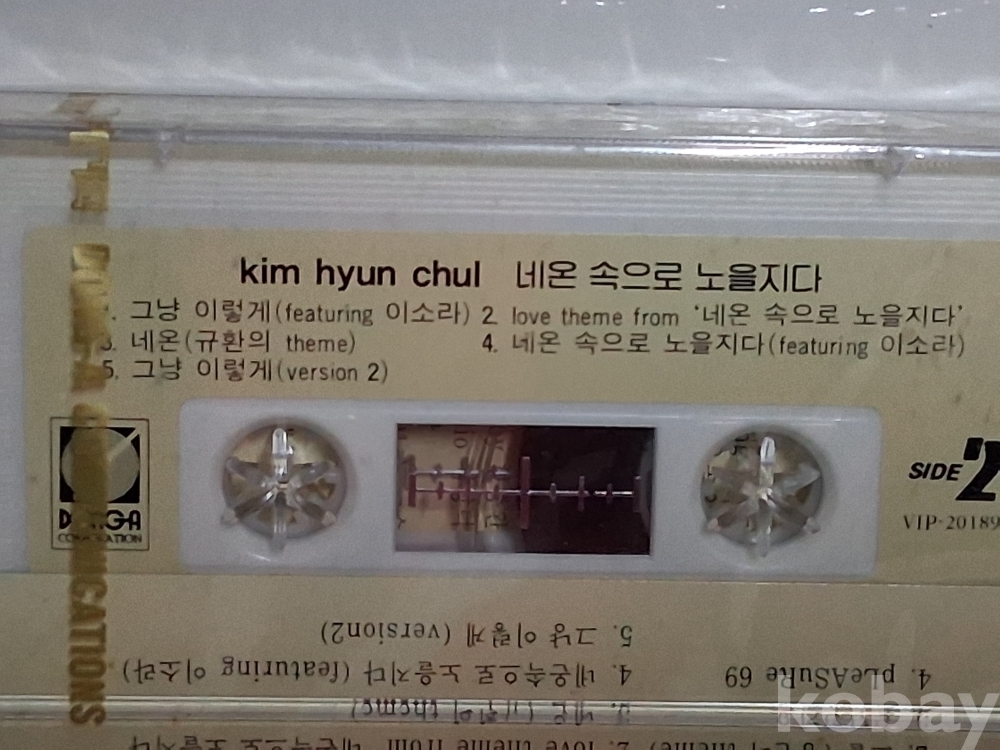 kim hyun chul 네온 속으로 노을지다
1. 그냥 이렇게(featuring 이소라) 2. love theme from '네온 속으로 노을지다'
3. 네온(규환의 theme) 4. 네온 속으로 노을지다(featuring 이소라)
5. 그냥 이렇게(version 2)
SIDE 2
VIP-20189
CORPORATION
5. 그냥 이렇게 (version2)
4. 네온속으로 노을지다 (featuring 이소라)
4. pLeASuRe 69
kobay